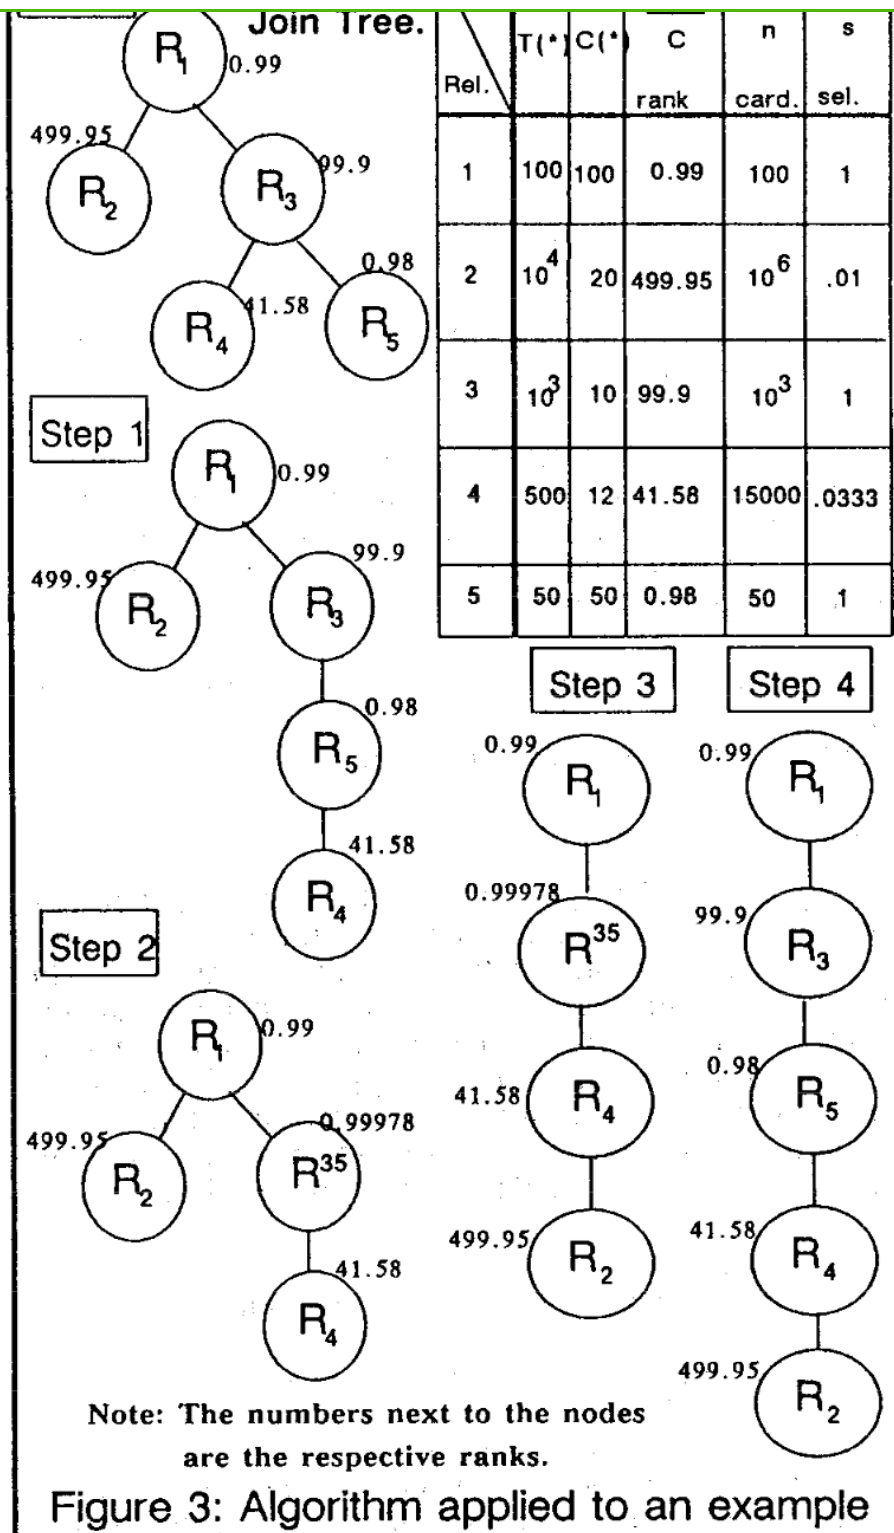 Join Tree.
R1 0.99
499.95 R2
R3 99.9
R4 41.58
0.98 R5
Rel. T(*) C(*) C rank n card. s sel.
1 100 100 0.99 100 1
2 10^4 20 499.95 10^6 .01
3 10^3 10 99.9 10^3 1
4 500 12 41.58 15000 .0333
5 50 50 0.98 50 1
Step 1
R1 0.99
499.95 R2
99.9 R3
0.98 R5
41.58 R4
Step 2
R1 0.99
499.95 R2
0.99978 R35
41.58 R4
Step 3
0.99 R1
0.99978 R35
41.58 R4
499.95 R2
Step 4
0.99 R1
99.9 R3
0.98 R5
41.58 R4
499.95 R2
Note: The numbers next to the nodes
are the respective ranks.
Figure 3: Algorithm applied to an example